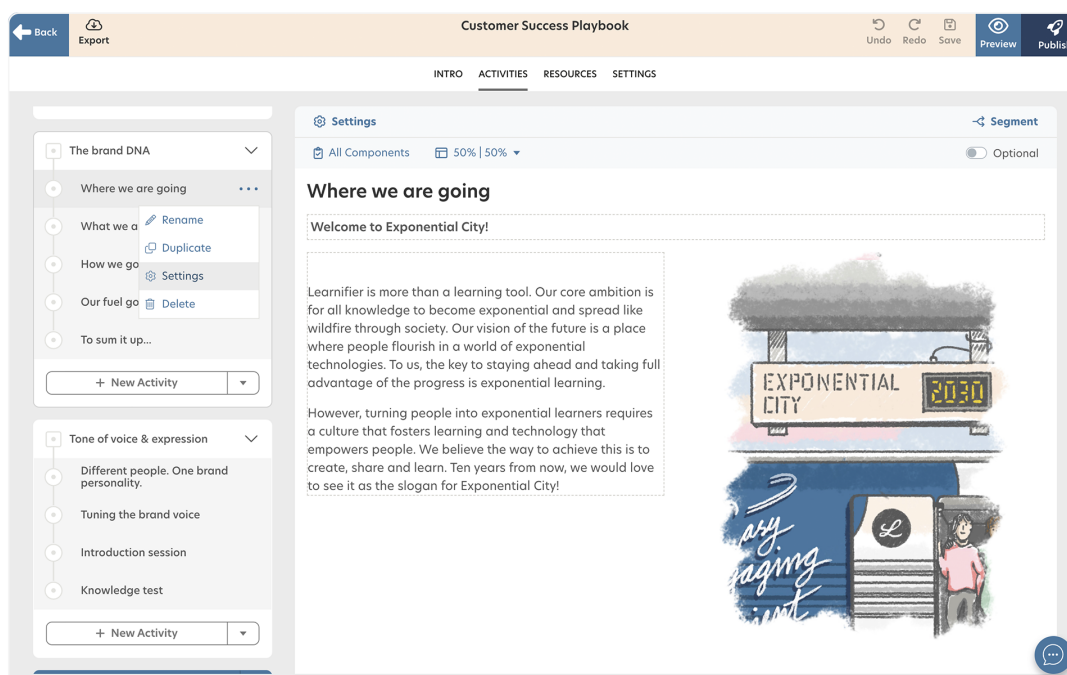 Back
Export
Customer Success Playbook
Undo
Redo
Save
Preview
Publis
INTRO
ACTIVITIES
RESOURCES
SETTINGS
The brand DNA
Where we are going
What we a
How we go
Our fuel go
To sum it up...
Rename
Duplicate
Settings
Delete
+ New Activity
Tone of voice & expression
Different people. One brand
personality.
Tuning the brand voice
Introduction session
Knowledge test
+ New Activity
Settings
Segment
All Components
50% | 50%
Optional
Where we are going
Welcome to Exponential City!
Learnifier is more than a learning tool. Our core ambition is
for all knowledge to become exponential and spread like
wildfire through society. Our vision of the future is a place
where people flourish in a world of exponential
technologies. To us, the key to staying ahead and taking full
advantage of the progress is exponential learning.
However, turning people into exponential learners requires
a culture that fosters learning and technology that
empowers people. We believe the way to achieve this is to
create, share and learn. Ten years from now, we would love
to see it as the slogan for Exponential City!
EXPONENTIAL
CITY
2030
L
asy
gaging
ient